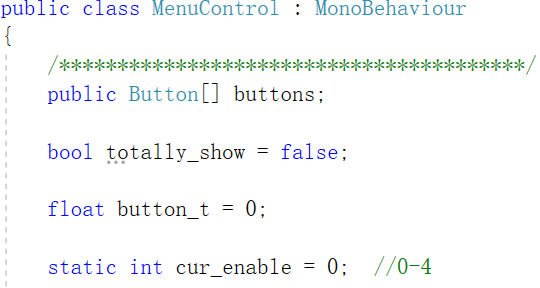 public class MenuControl : MonoBehaviour
{
/****************************************/
public Button[] buttons;
bool totally_show = false;
float button_t = 0;
static int cur_enable = 0;  //0-4